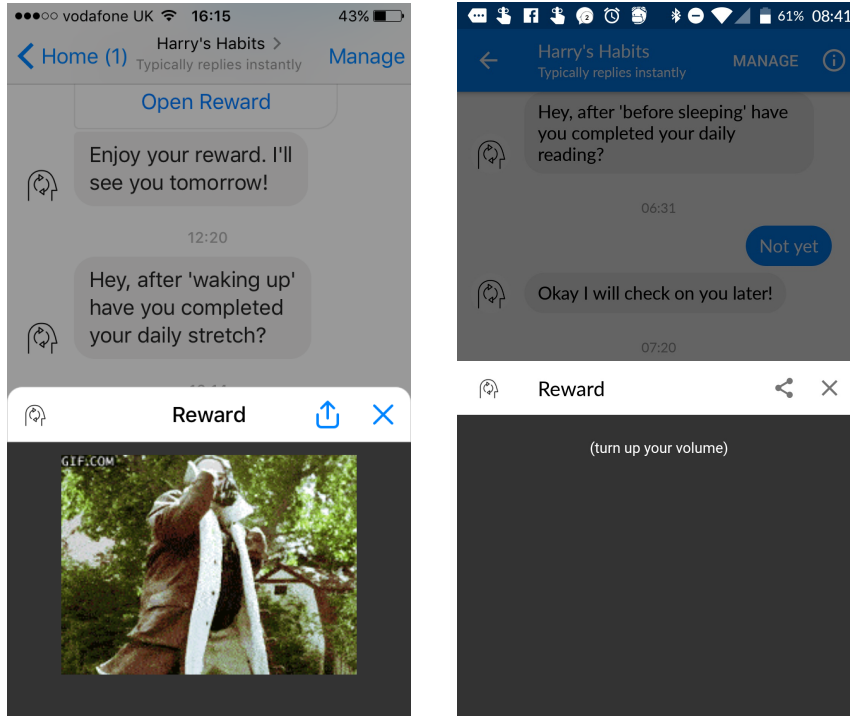 ●●●○○ vodafone UK 16:15 43%
Home (1) Harry's Habits > Manage
Typically replies instantly
Open Reward
Enjoy your reward. I'll
see you tomorrow!
12:20
Hey, after 'waking up'
have you completed
your daily stretch?
Reward
GIF.COM
2 61% 08:41
Harry's Habits
Typically replies instantly
MANAGE
Hey, after 'before sleeping' have
you completed your daily
reading?
06:31
Not yet
Okay I will check on you later!
07:20
Reward
(turn up your volume)